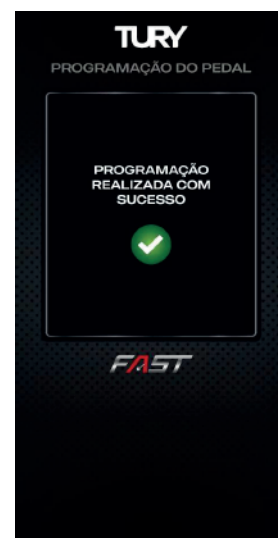 TURY
PROGRAMAÇÃO DO PEDAL
PROGRAMAÇÃO
REALIZADA COM
SUCESSO
FAST